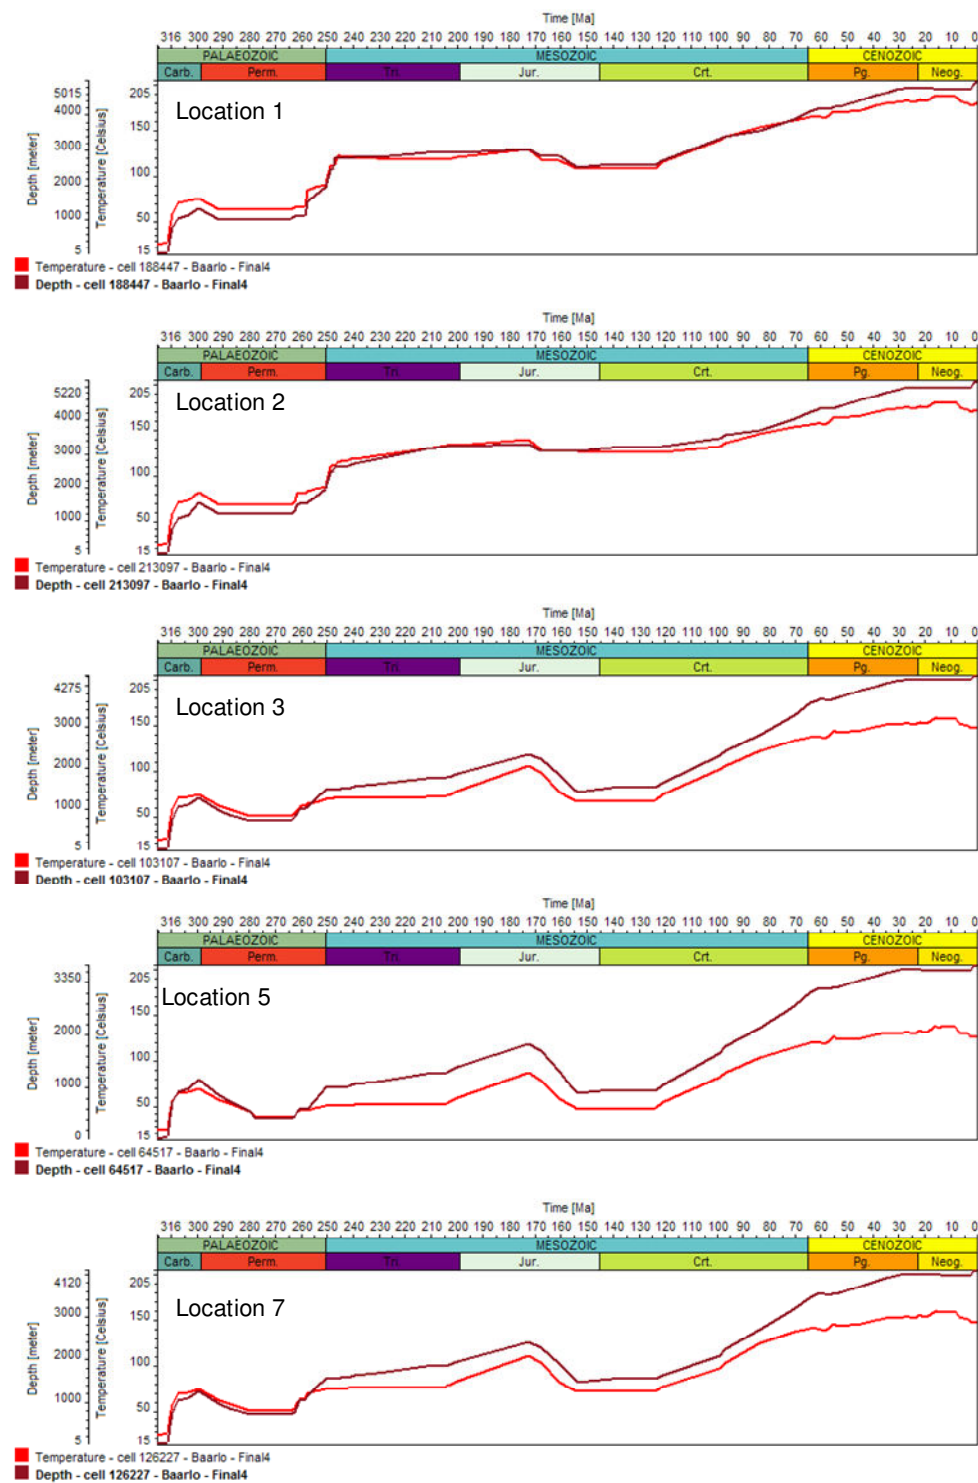 Time [Ma]
316 300 290 280 270 260 250 240 230 220 210 200 190 180 170 160 150 140 130 120 110 100 90 80 70 60 50 40 30 20 10 0
PALAEOZOIC MESOZOIC CENOZOIC
Carb. Perm. Tri. Jur. Crt. Pg. Neog.
Location 1
Depth [meter]
5015
4000
3000
2000
1000
5
Temperature [Celsius]
205
150
100
50
15
Temperature - cell 188447 - Baarlo - Final4
Depth - cell 188447 - Baarlo - Final4
Time [Ma]
316 300 290 280 270 260 250 240 230 220 210 200 190 180 170 160 150 140 130 120 110 100 90 80 70 60 50 40 30 20 10 0
PALAEOZOIC MESOZOIC CENOZOIC
Carb. Perm. Tri. Jur. Crt. Pg. Neog.
Location 2
Depth [meter]
5220
4000
3000
2000
1000
5
Temperature [Celsius]
205
150
100
50
15
Temperature - cell 213097 - Baarlo - Final4
Depth - cell 213097 - Baarlo - Final4
Time [Ma]
316 300 290 280 270 260 250 240 230 220 210 200 190 180 170 160 150 140 130 120 110 100 90 80 70 60 50 40 30 20 10 0
PALAEOZOIC MESOZOIC CENOZOIC
Carb. Perm. Tri. Jur. Crt. Pg. Neog.
Location 3
Depth [meter]
4275
3000
2000
1000
5
Temperature [Celsius]
205
150
100
50
15
Temperature - cell 103107 - Baarlo - Final4
Depth - cell 103107 - Baarlo - Final4
Time [Ma]
316 300 290 280 270 260 250 240 230 220 210 200 190 180 170 160 150 140 130 120 110 100 90 80 70 60 50 40 30 20 10 0
PALAEOZOIC MESOZOIC CENOZOIC
Carb. Perm. Tri. Jur. Crt. Pg. Neog.
Location 5
Depth [meter]
3350
2000
1000
0
Temperature [Celsius]
205
150
100
50
15
Temperature - cell 64517 - Baarlo - Final4
Depth - cell 64517 - Baarlo - Final4
Time [Ma]
316 300 290 280 270 260 250 240 230 220 210 200 190 180 170 160 150 140 130 120 110 100 90 80 70 60 50 40 30 20 10 0
PALAEOZOIC MESOZOIC CENOZOIC
Carb. Perm. Tri. Jur. Crt. Pg. Neog.
Location 7
Depth [meter]
4120
3000
2000
1000
5
Temperature [Celsius]
205
150
100
50
15
Temperature - cell 126227 - Baarlo - Final4
Depth - cell 126227 - Baarlo - Final4